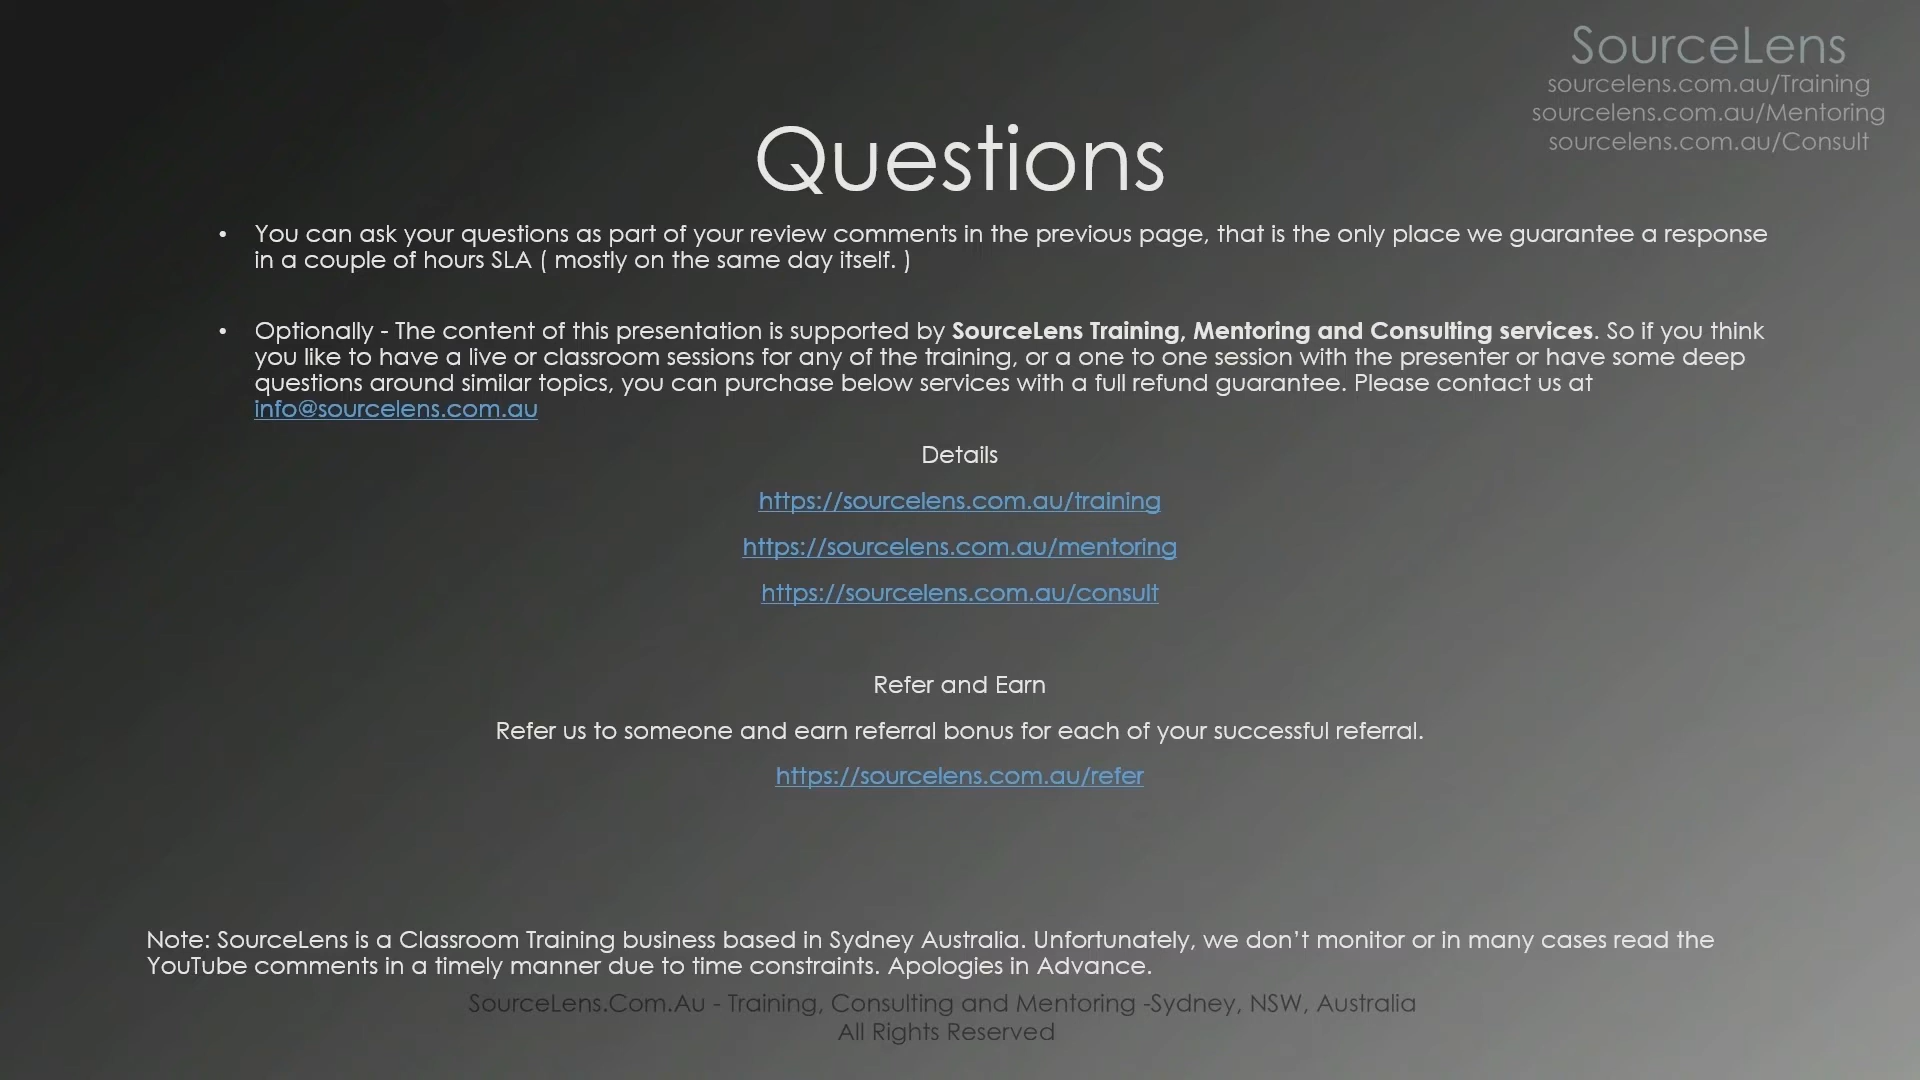 SourceLens
sourcelens.com.au/Training
sourcelens.com.au/Mentoring
sourcelens.com.au/Consult
Questions
• You can ask your questions as part of your review comments in the previous page, that is the only place we guarantee a response
in a couple of hours SLA ( mostly on the same day itself. )
• Optionally - The content of this presentation is supported by SourceLens Training, Mentoring and Consulting services. So if you think
you like to have a live or classroom sessions for any of the training, or a one to one session with the presenter or have some deep
questions around similar topics, you can purchase below services with a full refund guarantee. Please contact us at
info@sourcelens.com.au
Details
https://sourcelens.com.au/training
https://sourcelens.com.au/mentoring
https://sourcelens.com.au/consult
Refer and Earn
Refer us to someone and earn referral bonus for each of your successful referral.
https://sourcelens.com.au/refer
Note: SourceLens is a Classroom Training business based in Sydney Australia. Unfortunately, we don’t monitor or in many cases read the
YouTube comments in a timely manner due to time constraints. Apologies in Advance.
SourceLens.Com.Au - Training, Consulting and Mentoring -Sydney, NSW, Australia
All Rights Reserved